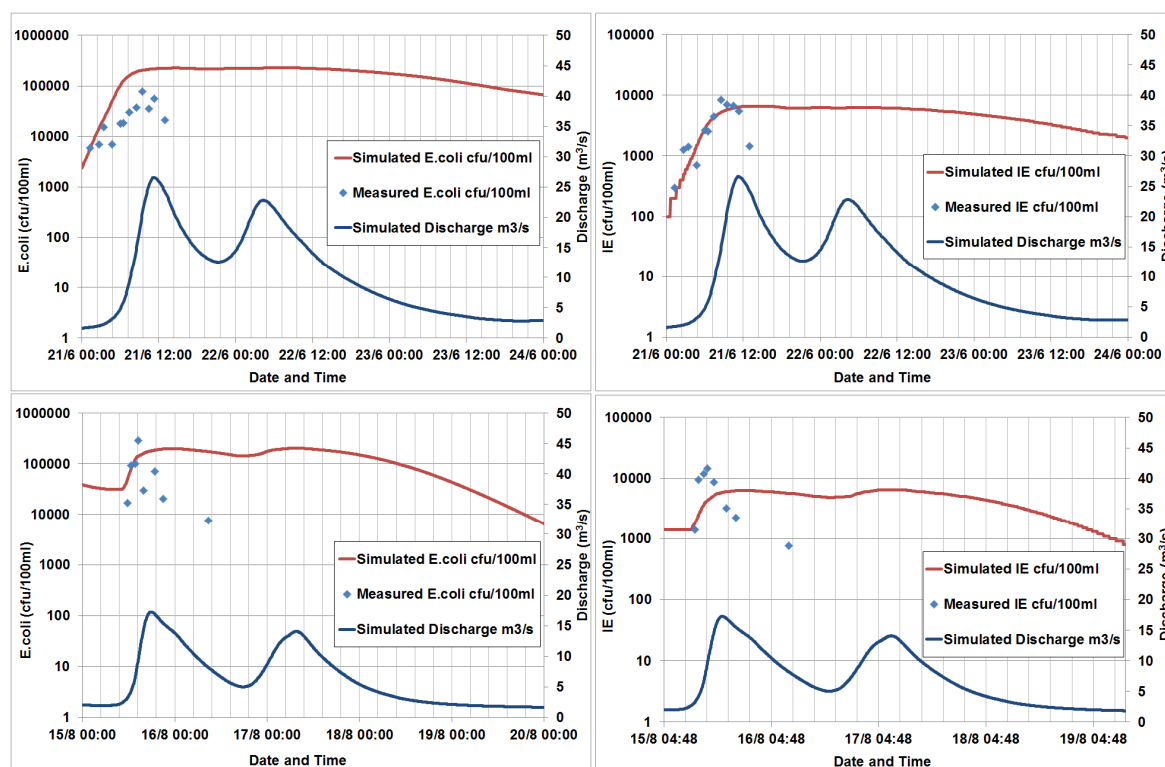 1000000
100000
10000
1000
100
10
1
E.coli (cfu/100ml)
50
45
40
35
30
25
20
15
10
5
0
Discharge (m³/s)
Simulated E.coli cfu/100ml
Measured E.coli cfu/100ml
Simulated Discharge m3/s
21/6 00:00 21/6 12:00 22/6 00:00 22/6 12:00 23/6 00:00 23/6 12:00 24/6 00:00
Date and Time
100000
10000
1000
100
10
1
IE (cfu/100ml)
50
45
40
35
30
25
20
15
10
5
0
Discharge (m³/s)
Simulated IE cfu/100ml
Measured IE cfu/100ml
Simulated Discharge m3/s
21/6 00:00 21/6 12:00 22/6 00:00 22/6 12:00 23/6 00:00 23/6 12:00 24/6 00:00
Date and Time
1000000
100000
10000
1000
100
10
1
E.coli (cfu/100ml)
50
45
40
35
30
25
20
15
10
5
0
Discharge (m³/s)
Simulated E.coli cfu/100ml
Measured E.coli cfu/100ml
Simulated Discharge m3/s
15/8 00:00 16/8 00:00 17/8 00:00 18/8 00:00 19/8 00:00 20/8 00:00
Date and Time
100000
10000
1000
100
10
1
IE (cfu/100ml)
50
45
40
35
30
25
20
15
10
5
0
Discharge (m³/s)
Simulated IE cfu/100ml
Measured IE cfu/100ml
Simulated Discharge m3/s
15/8 04:48 16/8 04:48 17/8 04:48 18/8 04:48 19/8 04:48
Date and Time